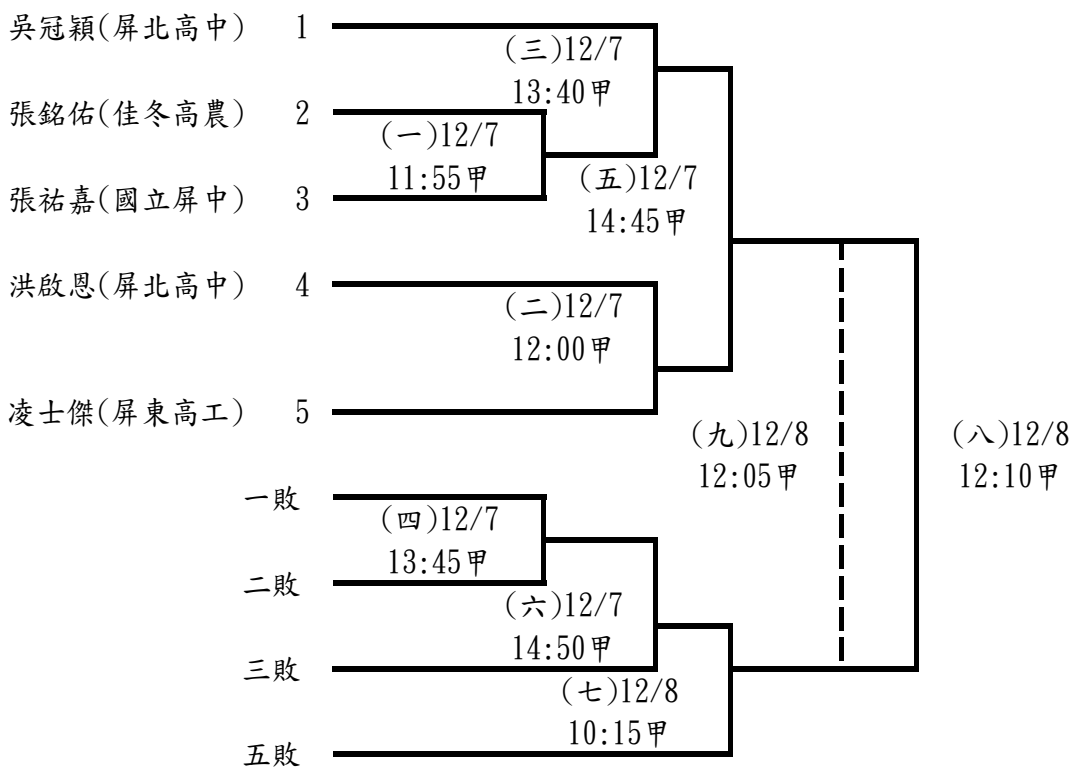 吳冠穎(屏北高中) 1
(三)12/7
13:40甲
張銘佑(佳冬高農) 2
(一)12/7
11:55甲
張祐嘉(國立屏中) 3
(五)12/7
14:45甲
洪啟恩(屏北高中) 4
(二)12/7
12:00甲
凌士傑(屏東高工) 5
(九)12/8
12:05甲
(八)12/8
12:10甲
一敗
(四)12/7
13:45甲
二敗
(六)12/7
14:50甲
三敗
(七)12/8
10:15甲
五敗